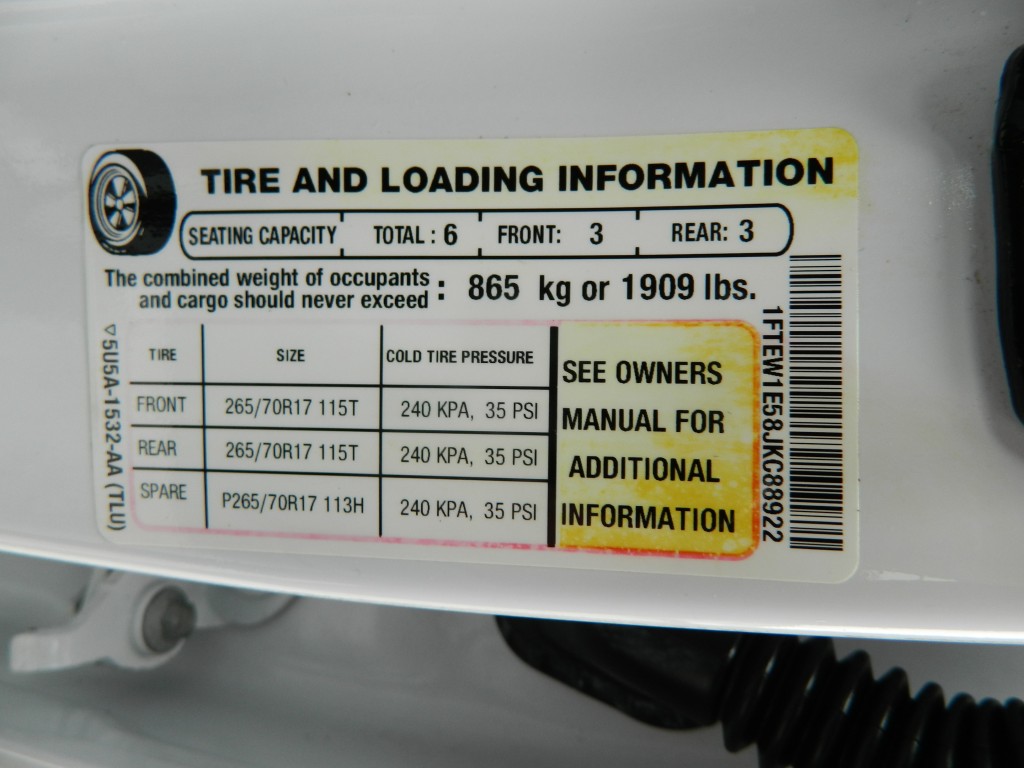 TIRE AND LOADING INFORMATION
SEATING CAPACITY TOTAL : 6 FRONT: 3 REAR: 3
The combined weight of occupants
and cargo should never exceed : 865 kg or 1909 lbs.
TIRE SIZE COLD TIRE PRESSURE
FRONT 265/70R17 115T 240 KPA, 35 PSI
REAR 265/70R17 115T 240 KPA, 35 PSI
SPARE P265/70R17 113H 240 KPA, 35 PSI
SEE OWNERS
MANUAL FOR
ADDITIONAL
INFORMATION
▽5U5A-1532-AA (TLU)
1FTEW1E58JKC88922